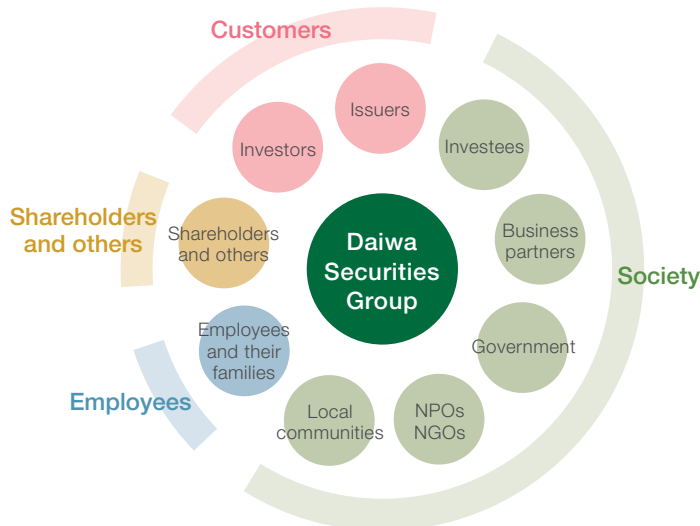 Customers
Issuers
Investors
Investees
Shareholders
and others
Shareholders
and others
Daiwa
Securities
Group
Business
partners
Society
Employees
and their
families
Government
Employees
Local
communities
NPOs
NGOs